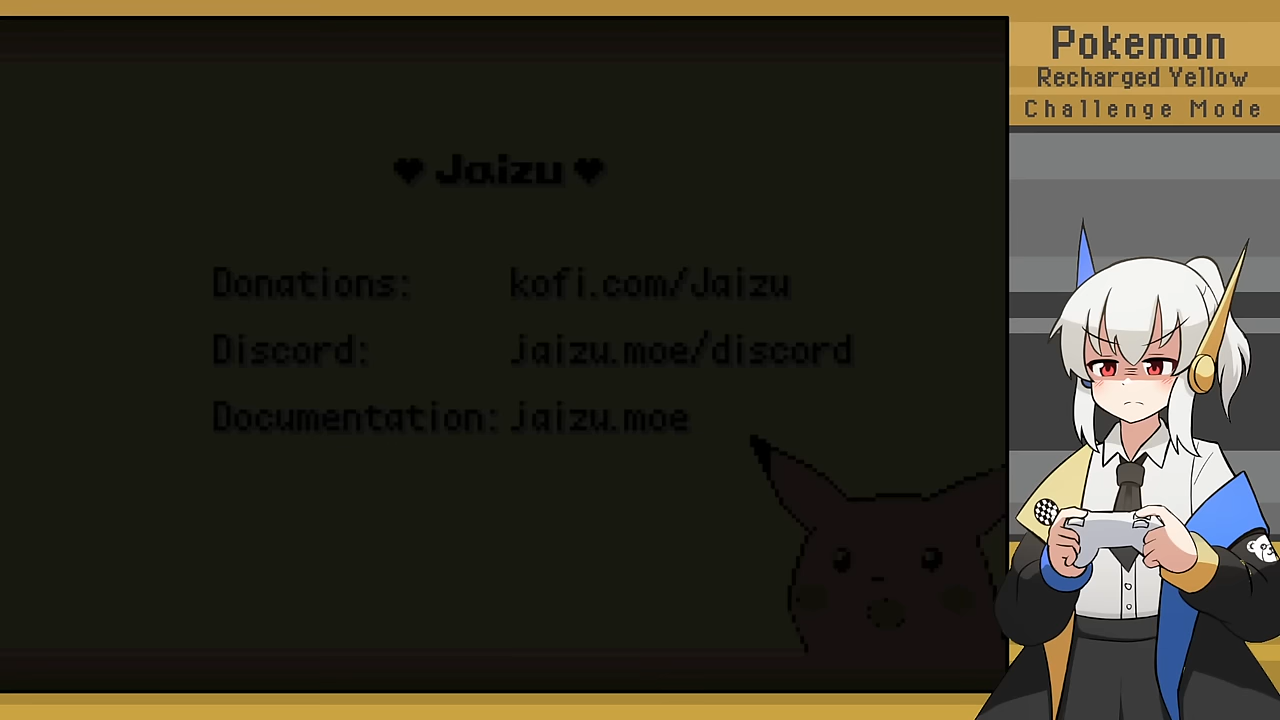 Pokemon
Recharged Yellow
Challenge Mode
♥ Jaizu ♥
Donations: kofi.com/Jaizu
Discord: Jaizu.moe/discord
Documentation: jaizu.moe